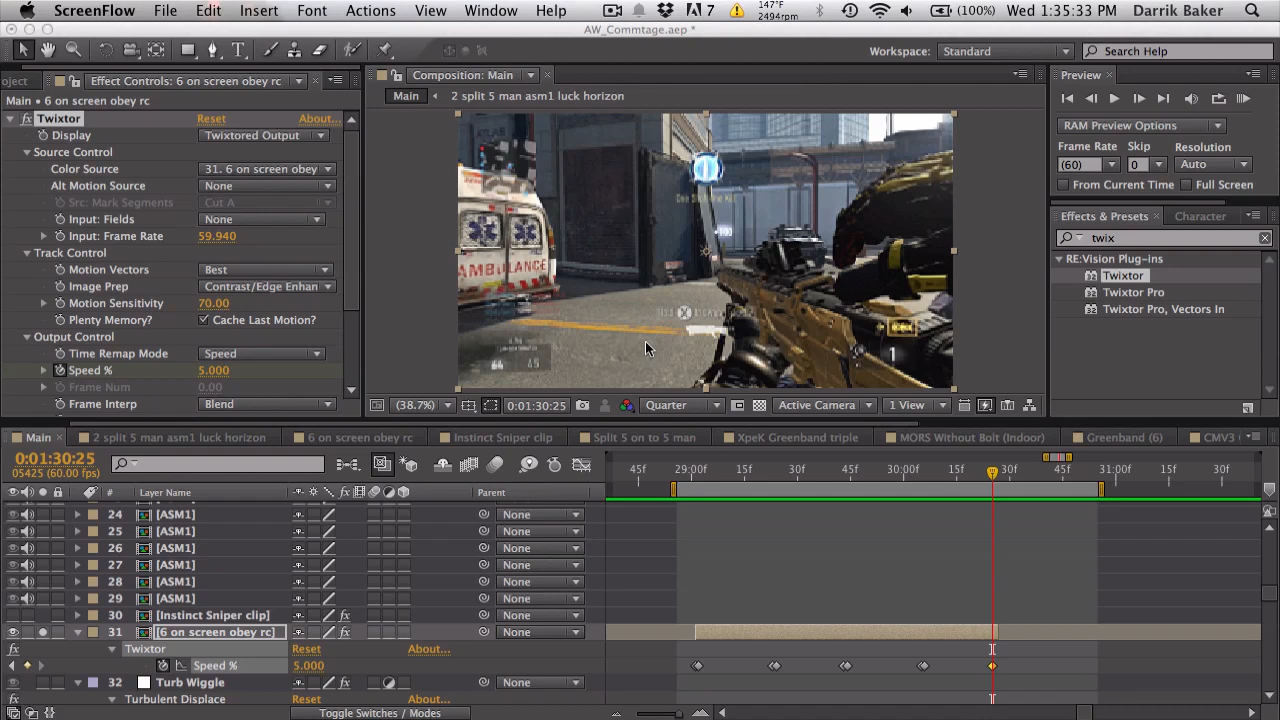 ScreenFlow File Edit Insert Font Actions View Window Help 7 147°F 2494rpm (100%) Wed 1:35:33 PM Darrik Baker
AW_Commtage.aep *
Workspace: Standard Search Help
oject Effect Controls: 6 on screen obey rc
Main • 6 on screen obey rc
Twixtor Reset About...
Display Twixtored Output
Source Control
Color Source 31. 6 on screen obey
Alt Motion Source None
Src: Mark Segments Cut A
Input: Fields None
Input: Frame Rate 59.940
Track Control
Motion Vectors Best
Image Prep Contrast/Edge Enhan
Motion Sensitivity 70.00
Plenty Memory? Cache Last Motion?
Output Control
Time Remap Mode Speed
Speed % 5.000
Frame Num 0.00
Frame Interp Blend
Composition: Main
Main 2 split 5 man asm1 luck horizon
ATLAS
AMBULANCE
45
1
(38.7%) 0:01:30:25 Quarter Active Camera 1 View
Preview
RAM Preview Options
Frame Rate Skip Resolution
(60) 0 Auto
From Current Time Full Screen
Effects & Presets Character
twix
RE:Vision Plug-ins
Twixtor
Twixtor Pro
Twixtor Pro, Vectors In
Main 2 split 5 man asm1 luck horizon 6 on screen obey rc Instinct Sniper clip Split 5 on to 5 man XpeK Greenband triple MORS Without Bolt (Indoor) Greenband (6) CMV3
0:01:30:25
05425 (60.00 fps)
45f 29:00f 15f 30f 45f 30:00f 15f 30f 45f 31:00f 15f 30f
# Layer Name Parent
24 [ASM1] None
25 [ASM1] None
26 [ASM1] None
27 [ASM1] None
28 [ASM1] None
29 [ASM1] None
30 [Instinct Sniper clip] None
31 [6 on screen obey rc] None
Twixtor Reset About...
Speed % 5.000
32 Turb Wiggle None
Turbulent Displace Reset About...
Toggle Switches / Modes